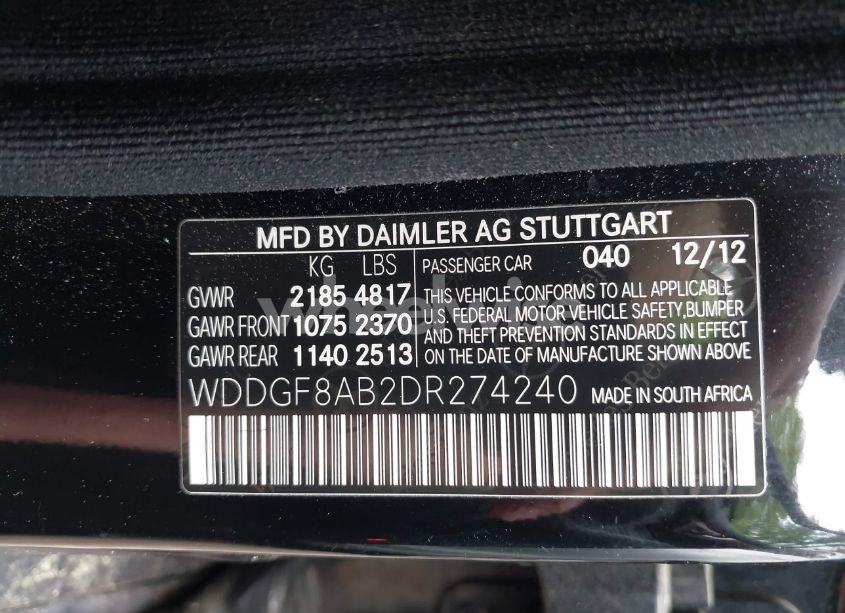 MFD BY DAIMLER AG STUTTGART
KG LBS PASSENGER CAR 040 12/12
GVWR 2185 4817 THIS VEHICLE CONFORMS TO ALL APPLICABLE
GAWR FRONT 1075 2370 U.S. FEDERAL MOTOR VEHICLE SAFETY,BUMPER
AND THEFT PREVENTION STANDARDS IN EFFECT
GAWR REAR 1140 2513 ON THE DATE OF MANUFACTURE SHOWN ABOVE
WDDGF8AB2DR274240 MADE IN SOUTH AFRICA